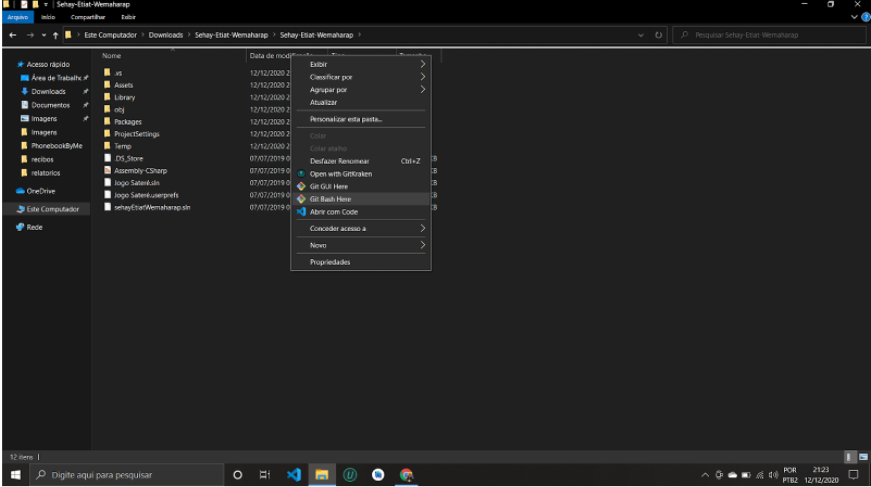 Sehay-Etiat-Wemaharap
Arquivo Início Compartilhar Exibir
Este Computador > Downloads > Sehay-Etiat-Wemaharap > Sehay-Etiat-Wemaharap >
Pesquisar Sehay-Etiat-Wemaharap
Nome Data de modificação
Acesso rápido
Área de Trabalho
Downloads
Documentos
Imagens
Imagens
PhonebookByMe
recibos
relatorios
OneDrive
Este Computador
Rede
.vs 12/12/2020 2
Assets 12/12/2020 2
Library 12/12/2020 2
obj 12/12/2020 2
Packages 12/12/2020 2
ProjectSettings 12/12/2020 2
Temp 12/12/2020 2
.DS_Store 07/07/2019 0 KB
Assembly-CSharp 07/07/2019 0 KB
Jogo Sateré.sln 07/07/2019 0 KB
Jogo Sateré.userprefs 07/07/2019 0 KB
sehayEtiatWemaharap.sln 07/07/2019 0 KB
Exibir
Classificar por
Agrupar por
Atualizar
Personalizar esta pasta...
Colar
Colar atalho
Desfazer Renomear Ctrl+Z
Open with GitKraken
Git GUI Here
Git Bash Here
Abrir com Code
Conceder acesso a
Novo
Propriedades
12 itens
Digite aqui para pesquisar
POR 21:23
PTB2 12/12/2020